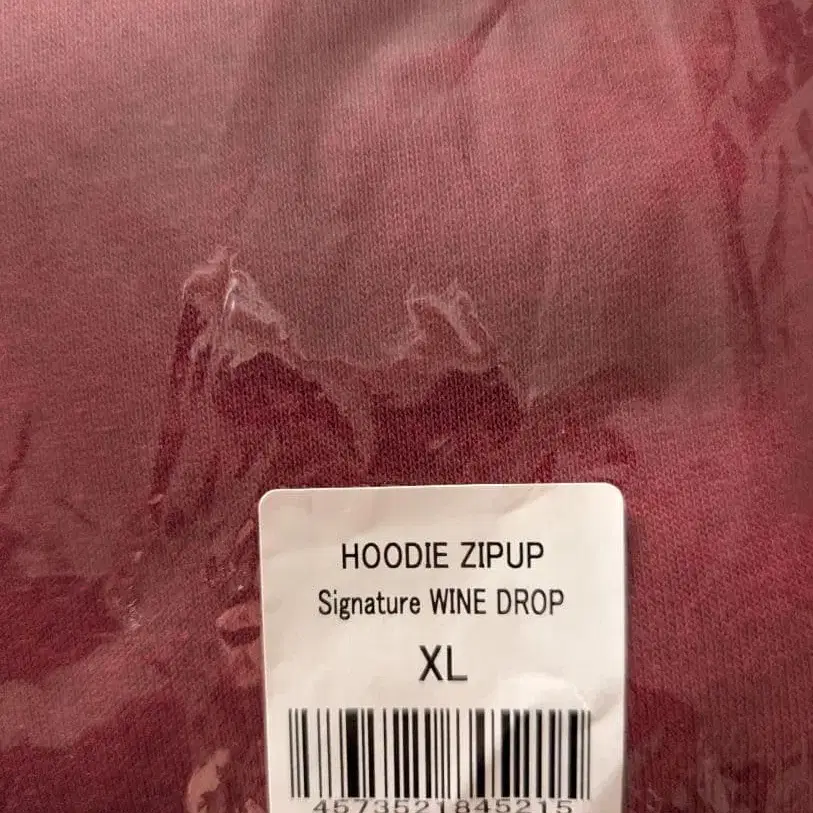 HOODIE ZIPUP
Signature WINE DROP
XL
4573521845215